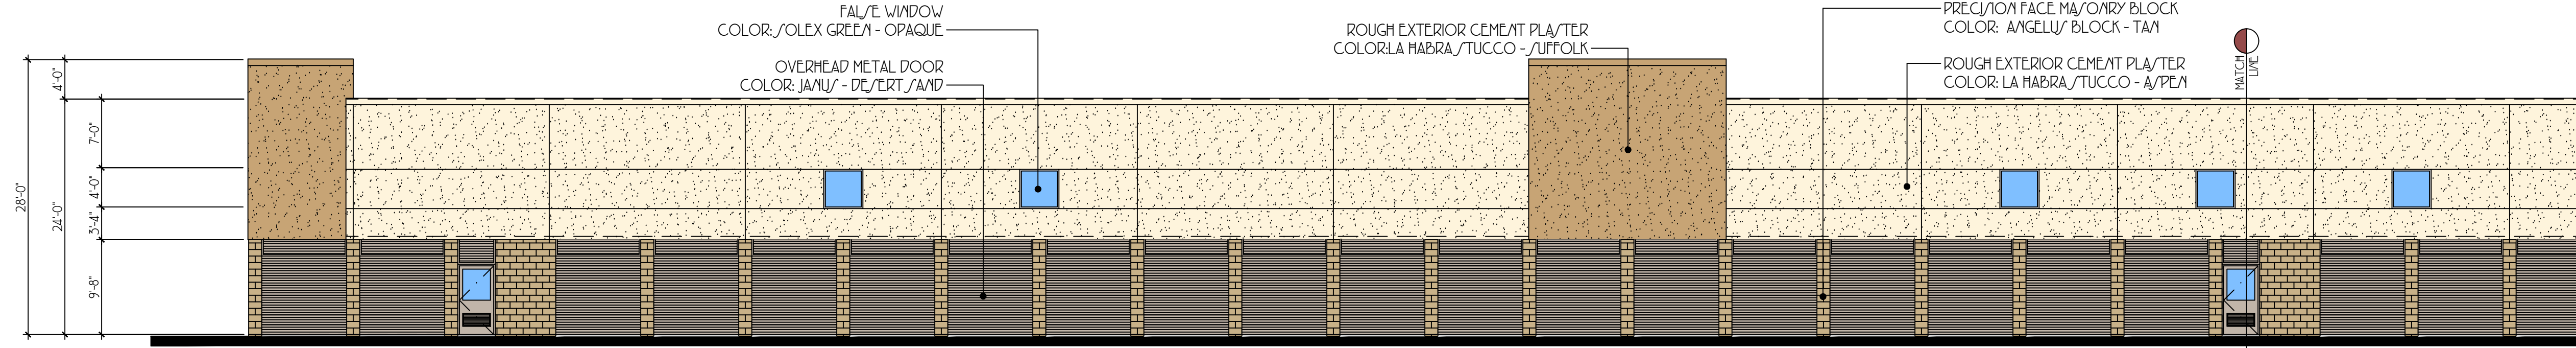 FALSE WINDOW
COLOR: SOLEX GREEN - OPAQUE
OVERHEAD METAL DOOR
COLOR: JANUS - DESERT SAND
ROUGH EXTERIOR CEMENT PLASTER
COLOR:LA HABRA STUCCO - SUFFOLK
PRECISION FACE MASONRY BLOCK
COLOR: ANGELUS BLOCK - TAN
ROUGH EXTERIOR CEMENT PLASTER
COLOR: LA HABRA STUCCO - ASPEN
MATCH
LINE
28'-0"
4'-0"
24'-0"
7'-0"
4'-0"
3'-4"
9'-8"